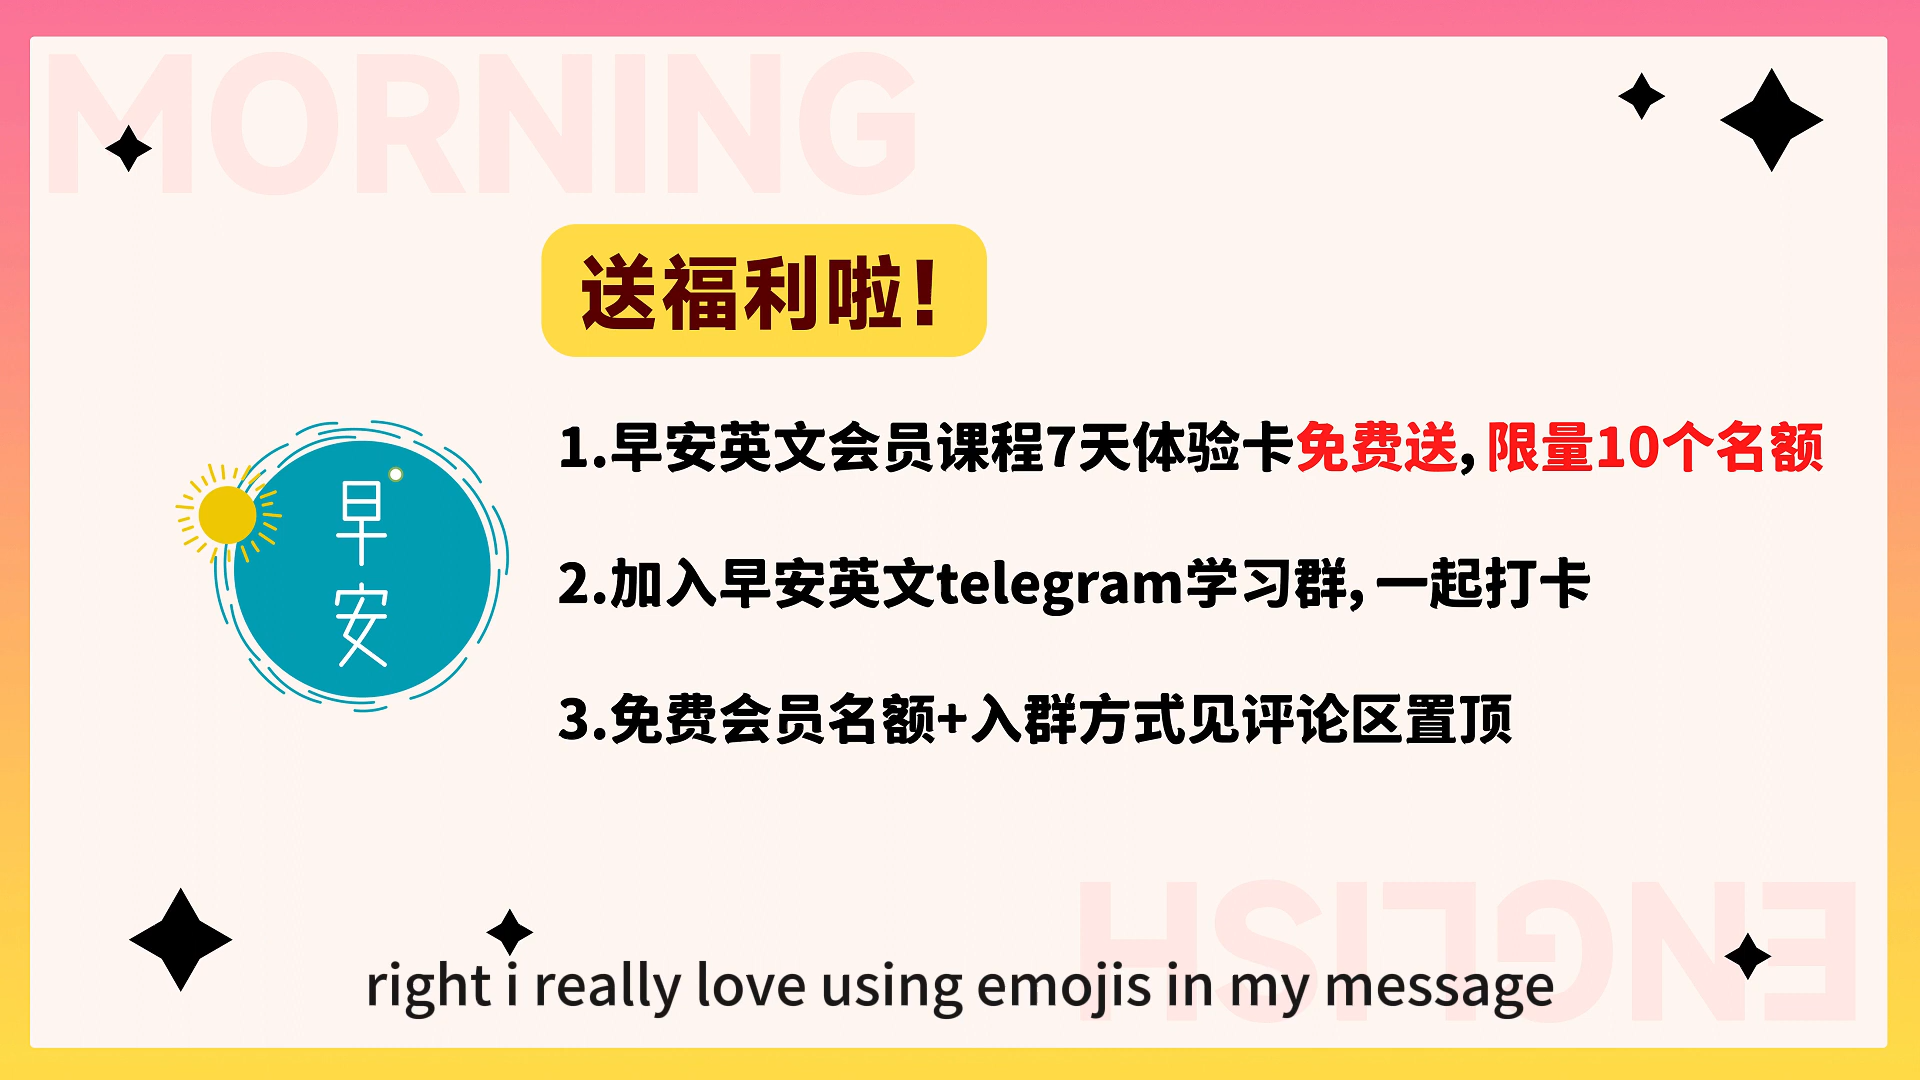 MORNING
送福利啦!
早安
1.早安英文会员课程7天体验卡免费送,限量10个名额
2.加入早安英文telegram学习群,一起打卡
3.免费会员名额+入群方式见评论区置顶
ENGLISH
right i really love using emojis in my message